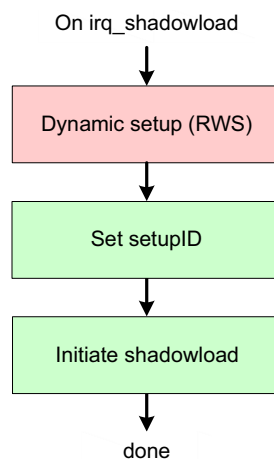 On irq_shadowload
Dynamic setup (RWS)
Set setupID
Initiate shadowload
done